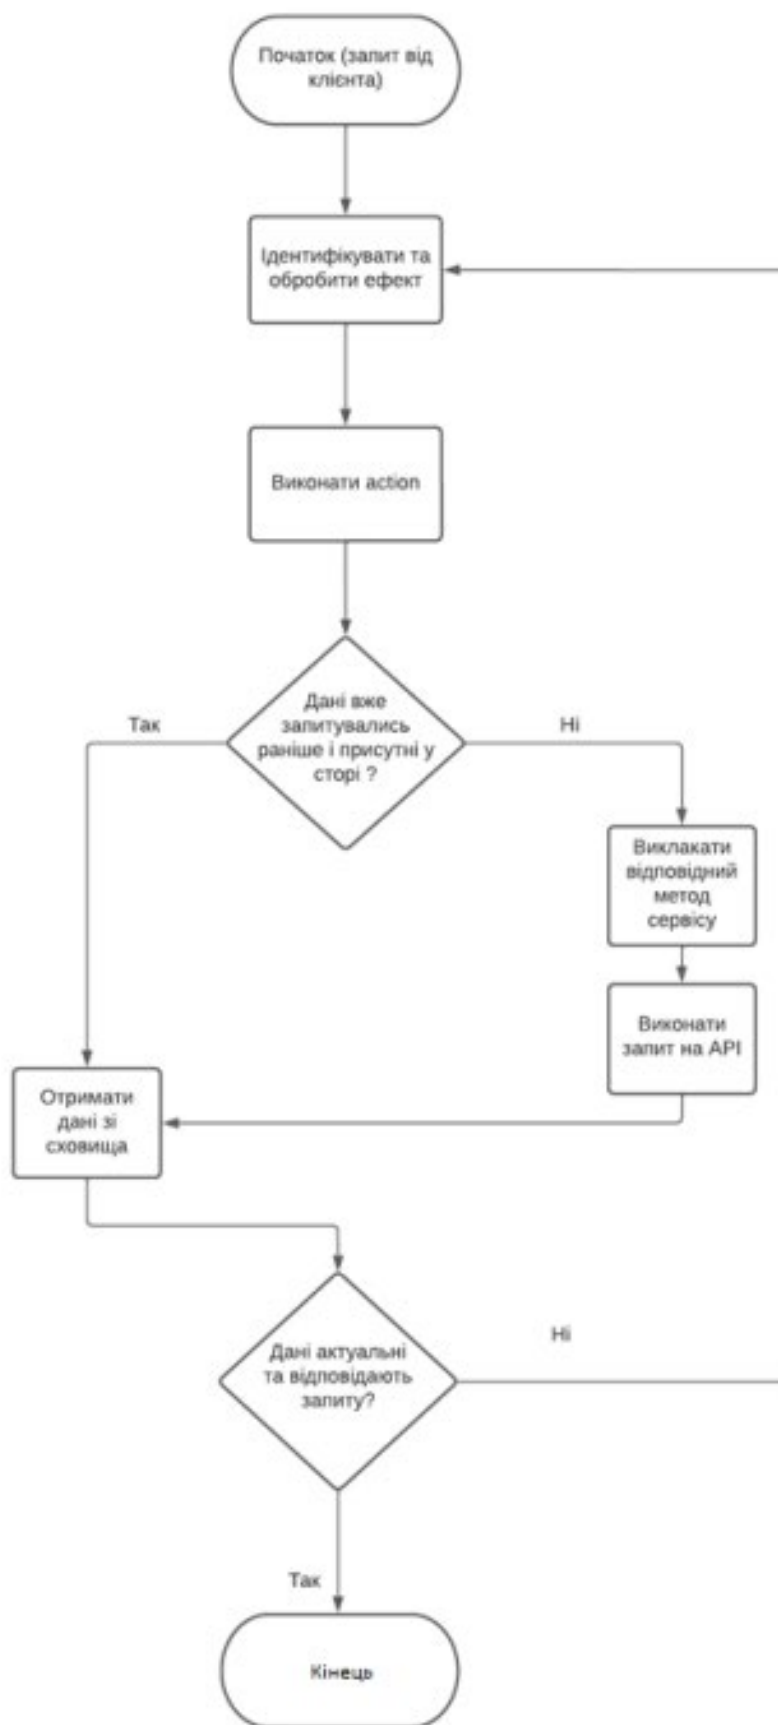 Початок (запит від
клієнта)
Ідентифікувати та
обробити ефект
Виконати action
Дані вже
запитувались
раніше і присутні у
сторі ?
Так
Ні
Виклакати
відповідний
метод
сервісу
Виконати
запит на API
Отримати
дані зі
сховища
Дані актуальні
та відповідають
запиту?
Ні
Так
Кінець